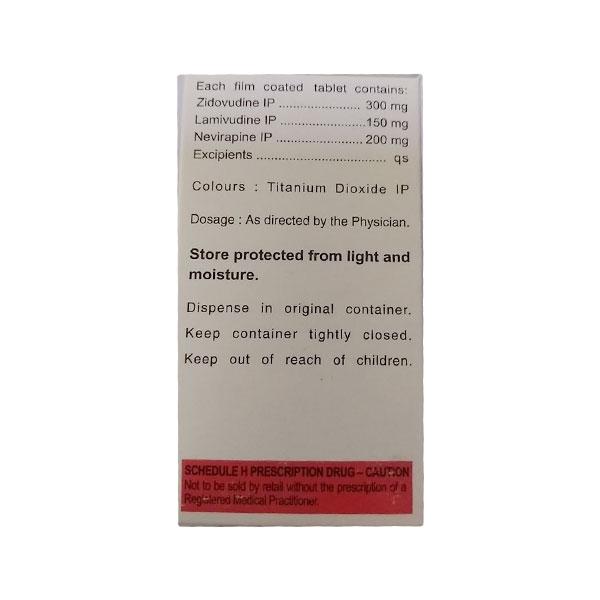 Each film coated tablet contains:
Zidovudine IP ........................ 300 mg
Lamivudine IP .........................150 mg
Nevirapine IP ......................... 200 mg
Excipients ..................................... qs
Colours : Titanium Dioxide IP
Dosage : As directed by the Physician.
Store protected from light and
moisture.
Dispense in original container.
Keep container tightly closed.
Keep out of reach of children.
SCHEDULE H PRESCRIPTION DRUG – CAUTION
Not to be sold by retail without the prescription of a
Registered Medical Practitioner.